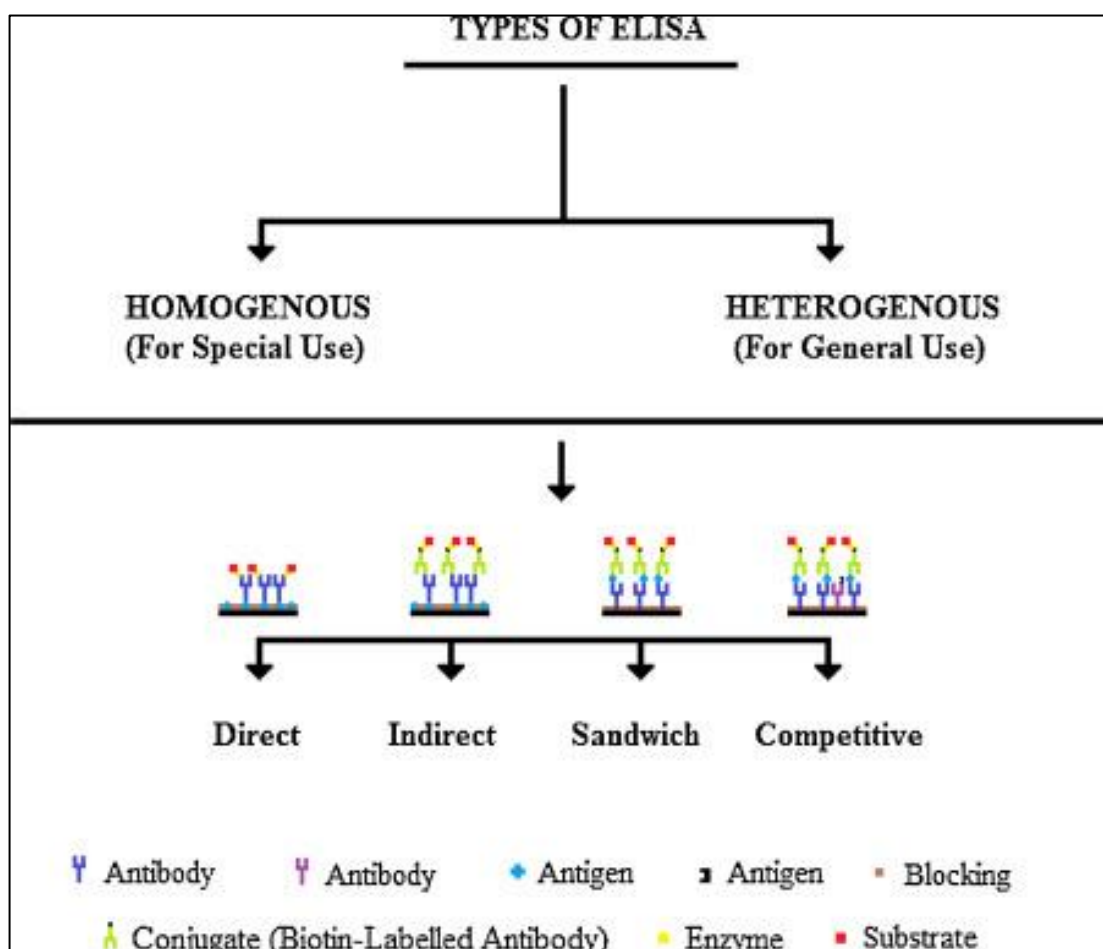 TYPES OF ELISA
HOMOGENOUS
(For Special Use)
HETEROGENOUS
(For General Use)
Direct Indirect Sandwich Competitive
Antibody Antibody Antigen Antigen Blocking
Conjugate (Biotin-Labelled Antibody) Enzyme Substrate